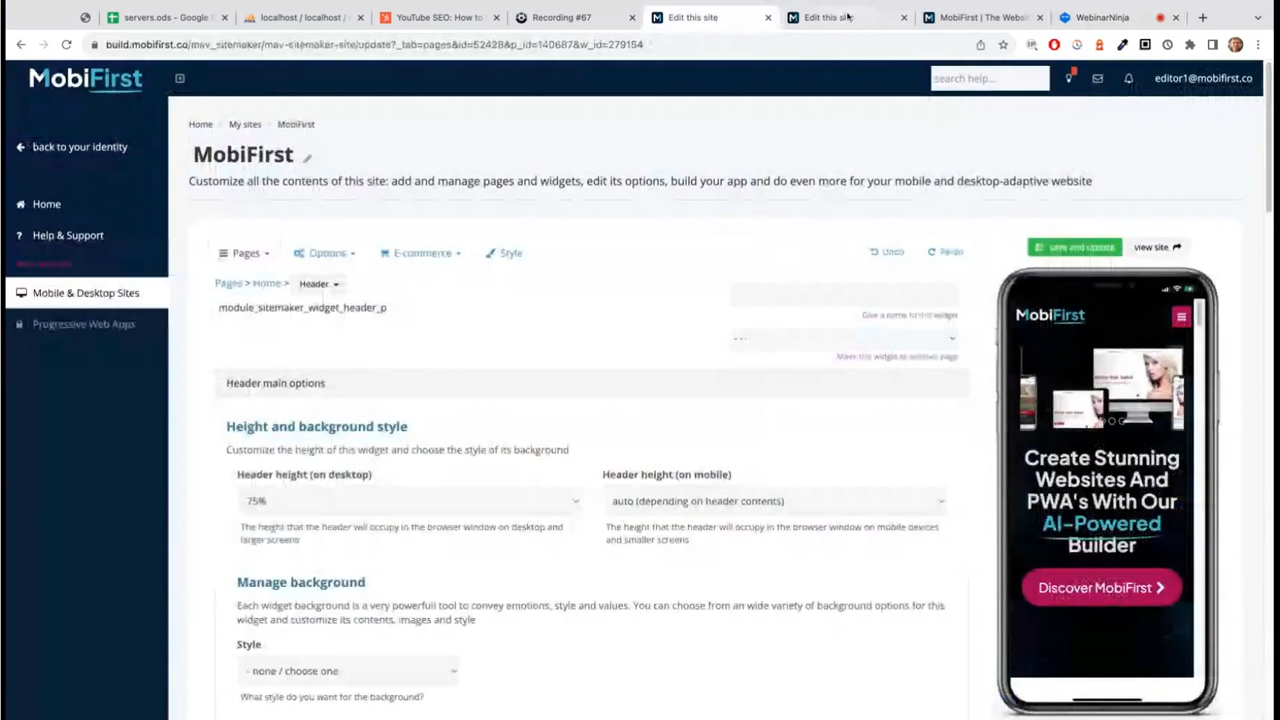 servers.ods - Google S
localhost / localhost /
YouTube SEO: How to
Recording #67
Edit this site
Edit this site
MobiFirst | The Websi
WebinarNinja
build.mobifirst.co/mav_sitemaker/mav-sitemaker-site/update?_tab=pages&id=52428&p_id=140687&w_id=279154
MobiFirst
search help...
editor1@mobifirst.co
back to your identity
Home
Help & Support
Mobile & Desktop Sites
Progressive Web Apps
Home / My sites / MobiFirst
MobiFirst
Customize all the contents of this site: add and manage pages and widgets, edit its options, build your app and do even more for your mobile and desktop-adaptive website
Pages
Options
E-commerce
Style
Undo
Redo
save and update
view site
Pages > Home > Header
module_sitemaker_widget_header_p
Give a name to this widget
---
Move this widget to another page
Header main options
Height and background style
Customize the height of this widget and choose the style of its background
Header height (on desktop)
75%
The height that the header will occupy in the browser window on desktop and
larger screens
Header height (on mobile)
auto (depending on header contents)
The height that the header will occupy in the browser window on mobile devices
and smaller screens
Manage background
Each widget background is a very powerfull tool to convey emotions, style and values. You can choose from an wide variety of background options for this
widget and customize its contents, images and style
Style
- none / choose one
What style do you want for the background?
MobiFirst
Create Stunning
Websites And
PWA's With Our
AI-Powered
Builder
Discover MobiFirst